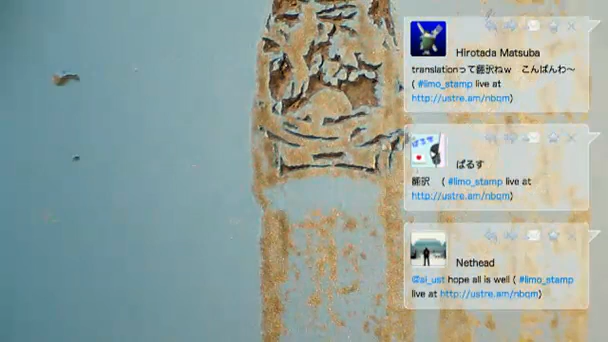 Hirotada Matsuba
translationって翻訳ねw　こんばんわ〜
( #limo_stamp live at
http://ustre.am/nbqm)
ぱるす
翻訳　( #limo_stamp live at
http://ustre.am/nbqm)
Nethead
@ai_ust hope all is well ( #limo_stamp
live at http://ustre.am/nbqm)